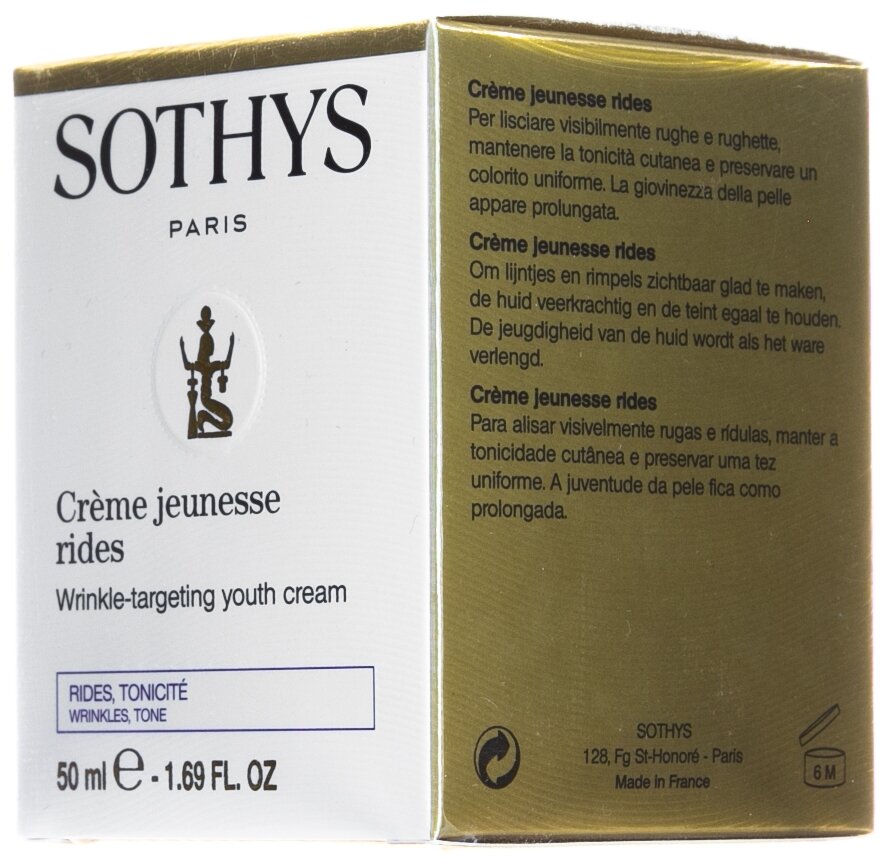 SOTHYS
PARIS
Crème jeunesse
rides
Wrinkle-targeting youth cream
RIDES, TONICITÉ
WRINKLES, TONE
50 ml ℮ - 1.69 FL. OZ
Crème jeunesse rides
Per lisciare visibilmente rughe e rughette,
mantenere la tonicità cutanea e preservare un
colorito uniforme. La giovinezza della pelle
appare prolungata.
Crème jeunesse rides
Om lijntjes en rimpels zichtbaar glad te maken,
de huid veerkrachtig en de teint egaal te houden.
De jeugdigheid van de huid wordt als het ware
verlengd.
Crème jeunesse rides
Para alisar visivelmente rugas e rídulas, manter a
tonicidade cutânea e preservar uma tez
uniforme. A juventude da pele fica como
prolongada.
SOTHYS
128, Fg St-Honoré - Paris
Made in France
6 M